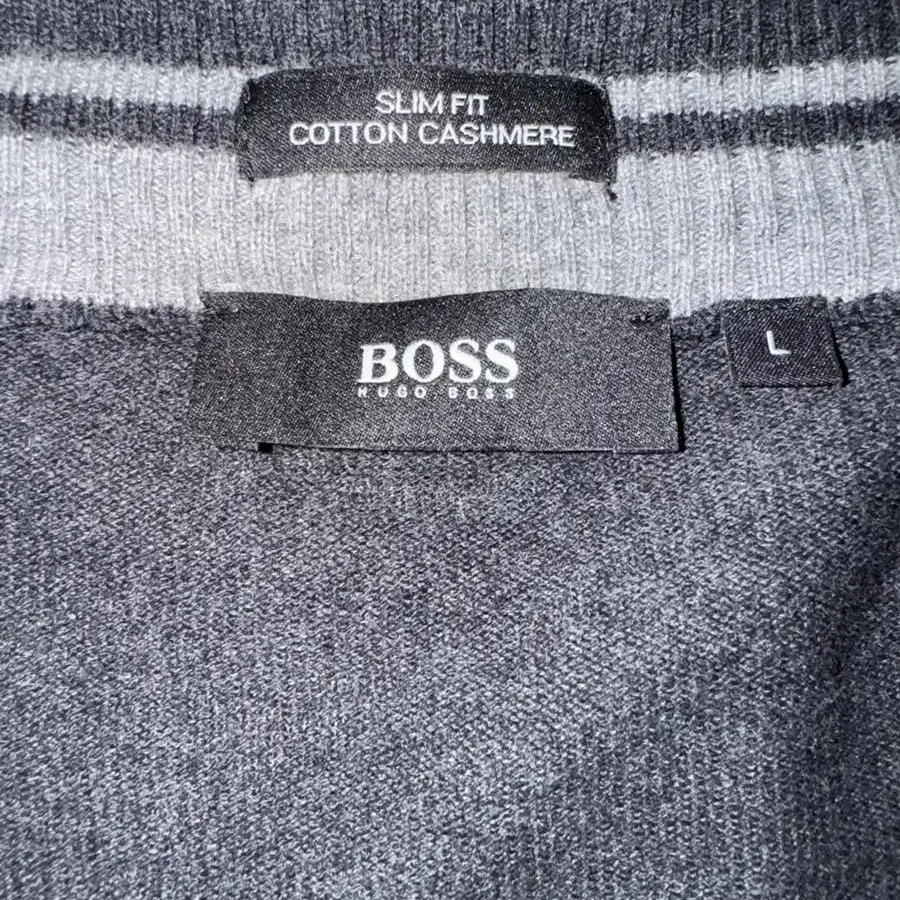 SLIM FIT
COTTON CASHMERE
BOSS
HUGO BOSS
L